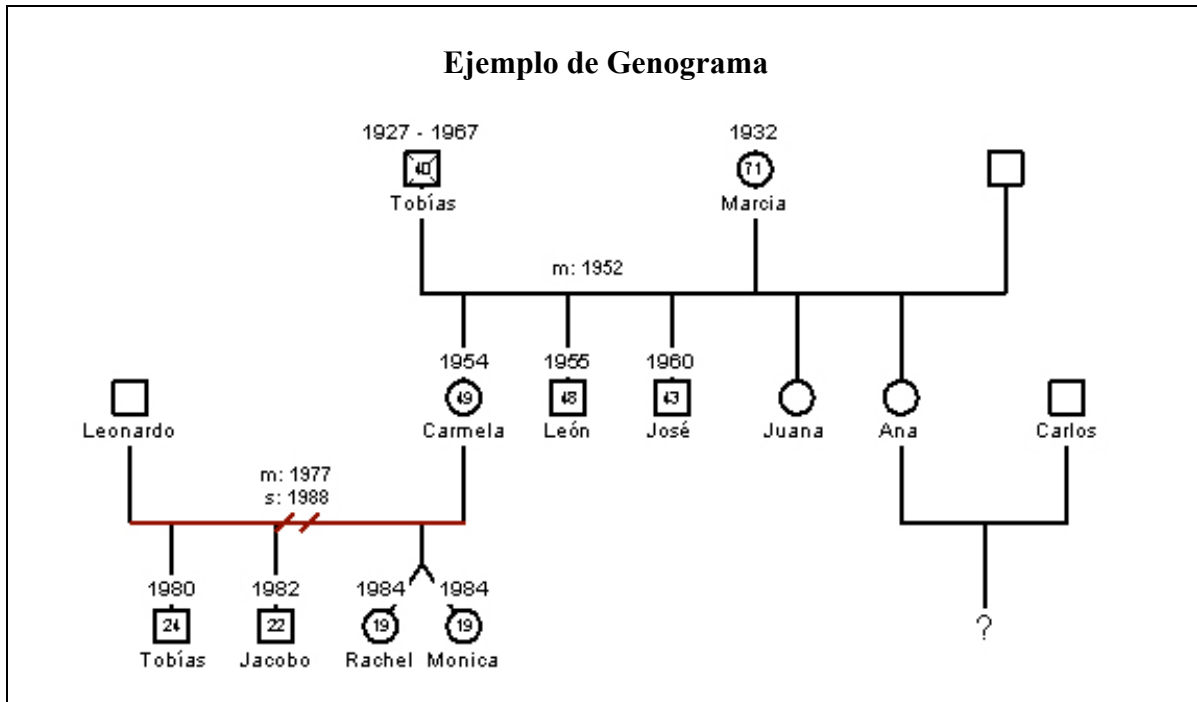 Ejemplo de Genograma
1927 - 1967
1932
40
71
Tobías
Marcia
m: 1952
1954
1955
1960
49
48
43
Leonardo
Carmela
León
José
Juana
Ana
Carlos
m: 1977
s: 1988
1980
1982
1984
1984
24
22
19
19
?
Tobías
Jacobo
Rachel
Monica